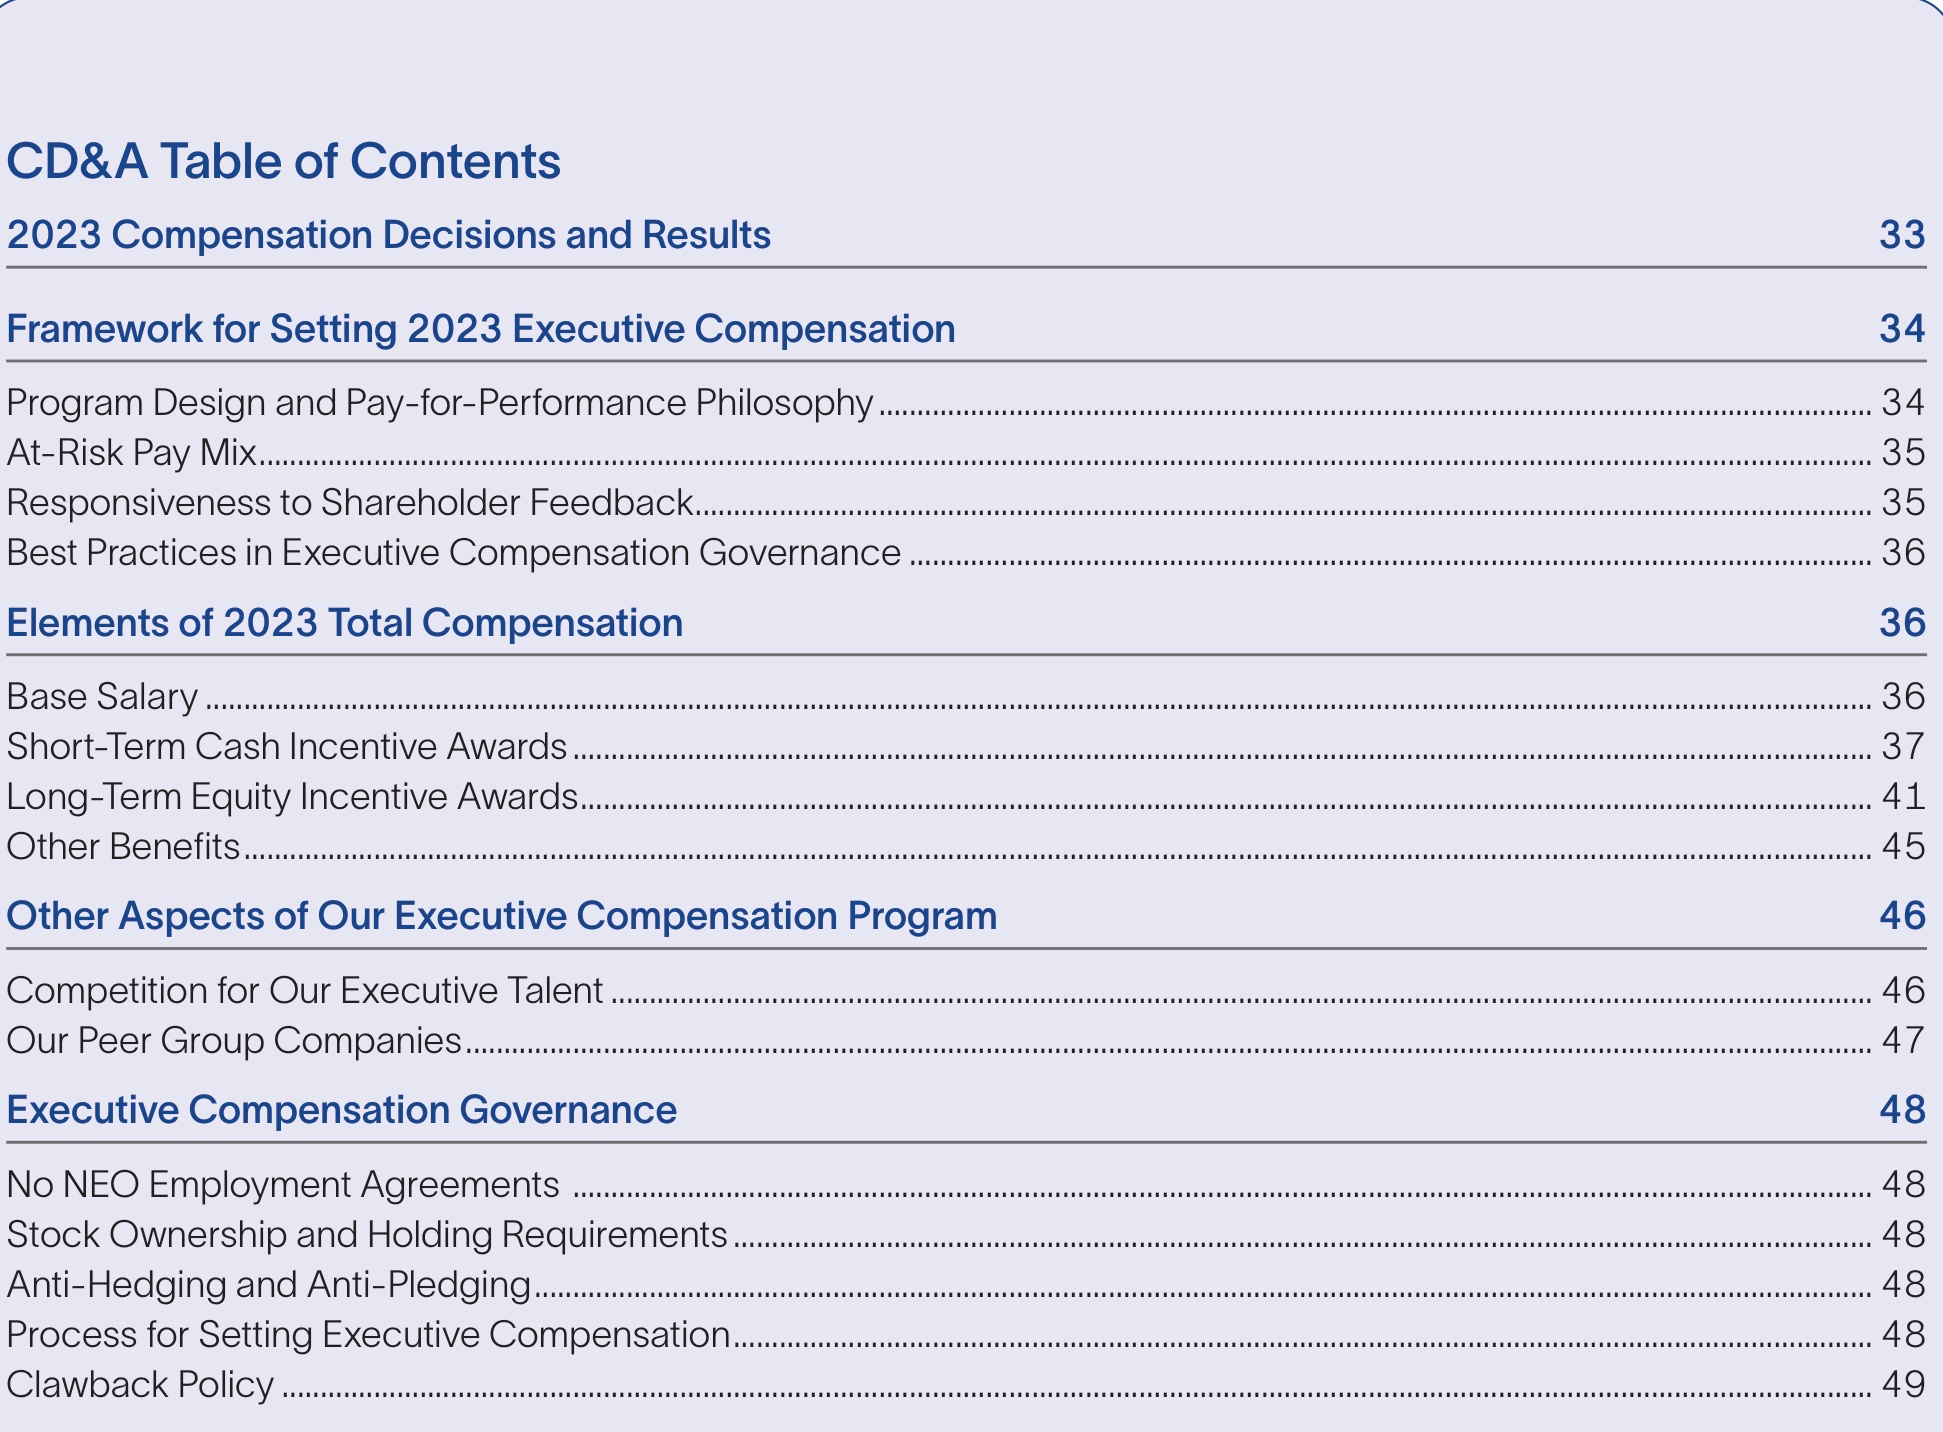 CD&A Table of Contents
2023 Compensation Decisions and Results 33
Framework for Setting 2023 Executive Compensation 34
Program Design and Pay-for-Performance Philosophy 34
At-Risk Pay Mix 35
Responsiveness to Shareholder Feedback 35
Best Practices in Executive Compensation Governance 36
Elements of 2023 Total Compensation 36
Base Salary 36
Short-Term Cash Incentive Awards 37
Long-Term Equity Incentive Awards 41
Other Benefits 45
Other Aspects of Our Executive Compensation Program 46
Competition for Our Executive Talent 46
Our Peer Group Companies 47
Executive Compensation Governance 48
No NEO Employment Agreements 48
Stock Ownership and Holding Requirements 48
Anti-Hedging and Anti-Pledging 48
Process for Setting Executive Compensation 48
Clawback Policy 49